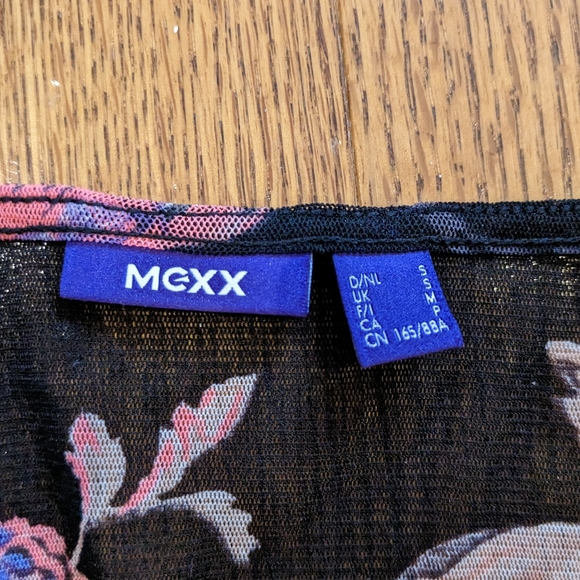 MEXX
D/NL S
UK S
F/I M
CA P
CN 165/88A